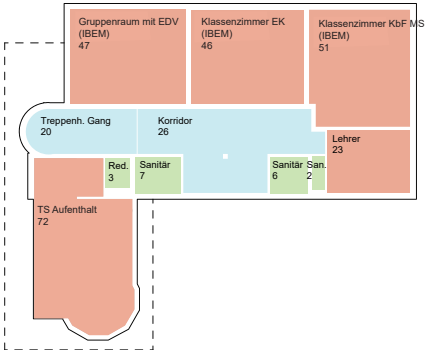 Gruppenraum mit EDV
(IBEM)
47
Klassenzimmer EK
(IBEM)
46
Klassenzimmer KbF MS
(IBEM)
51
Treppenh. Gang
20
Korridor
26
Lehrer
23
Red.
3
Sanitär
7
Sanitär
6
San.
2
TS Aufenthalt
72